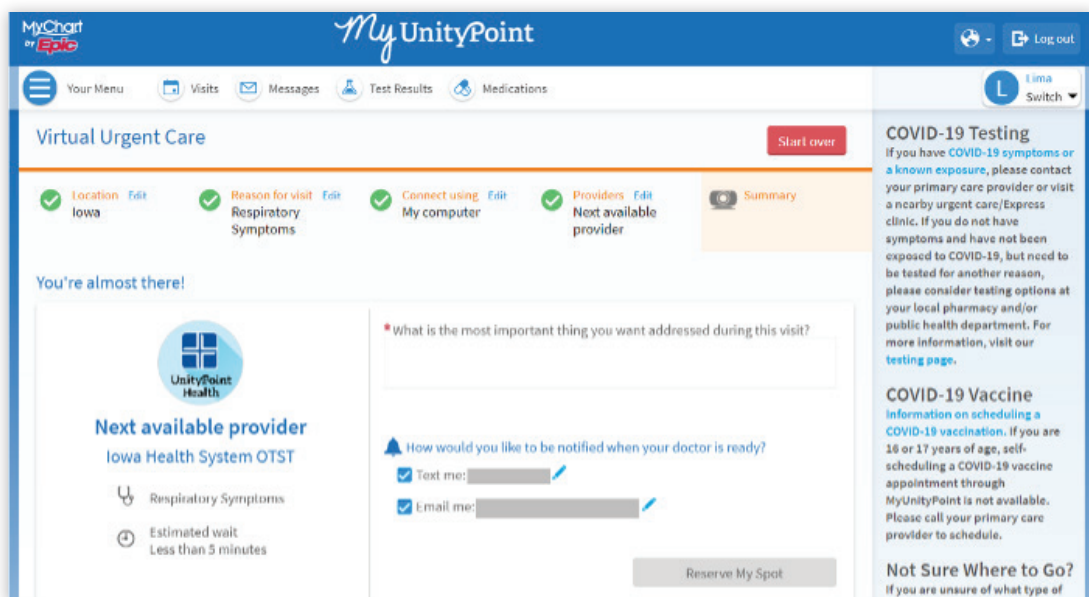 MyChart
BY Epic
My UnityPoint
Log out
Your Menu
Visits
Messages
Test Results
Medications
L
Lima
Switch
Virtual Urgent Care
Start over
Location Edit
Iowa
Reason for visit Edit
Respiratory
Symptoms
Connect using Edit
My computer
Providers Edit
Next available
provider
Summary
You're almost there!
UnityPoint
Health
Next available provider
Iowa Health System OTST
Respiratory Symptoms
Estimated wait
Less than 5 minutes
*What is the most important thing you want addressed during this visit?
How would you like to be notified when your doctor is ready?
Text me:
Email me:
Reserve My Spot
COVID-19 Testing
If you have COVID-19 symptoms or
a known exposure, please contact
your primary care provider or visit
a nearby urgent care/Express
clinic. If you do not have
symptoms and have not been
exposed to COVID-19, but need to
be tested for another reason,
please consider testing options at
your local pharmacy and/or
public health department. For
more information, visit our
testing page.
COVID-19 Vaccine
Information on scheduling a
COVID-19 vaccination. If you are
16 or 17 years of age, self-
scheduling a COVID-19 vaccine
appointment through
MyUnityPoint is not available.
Please call your primary care
provider to schedule.
Not Sure Where to Go?
If you are unsure of what type of